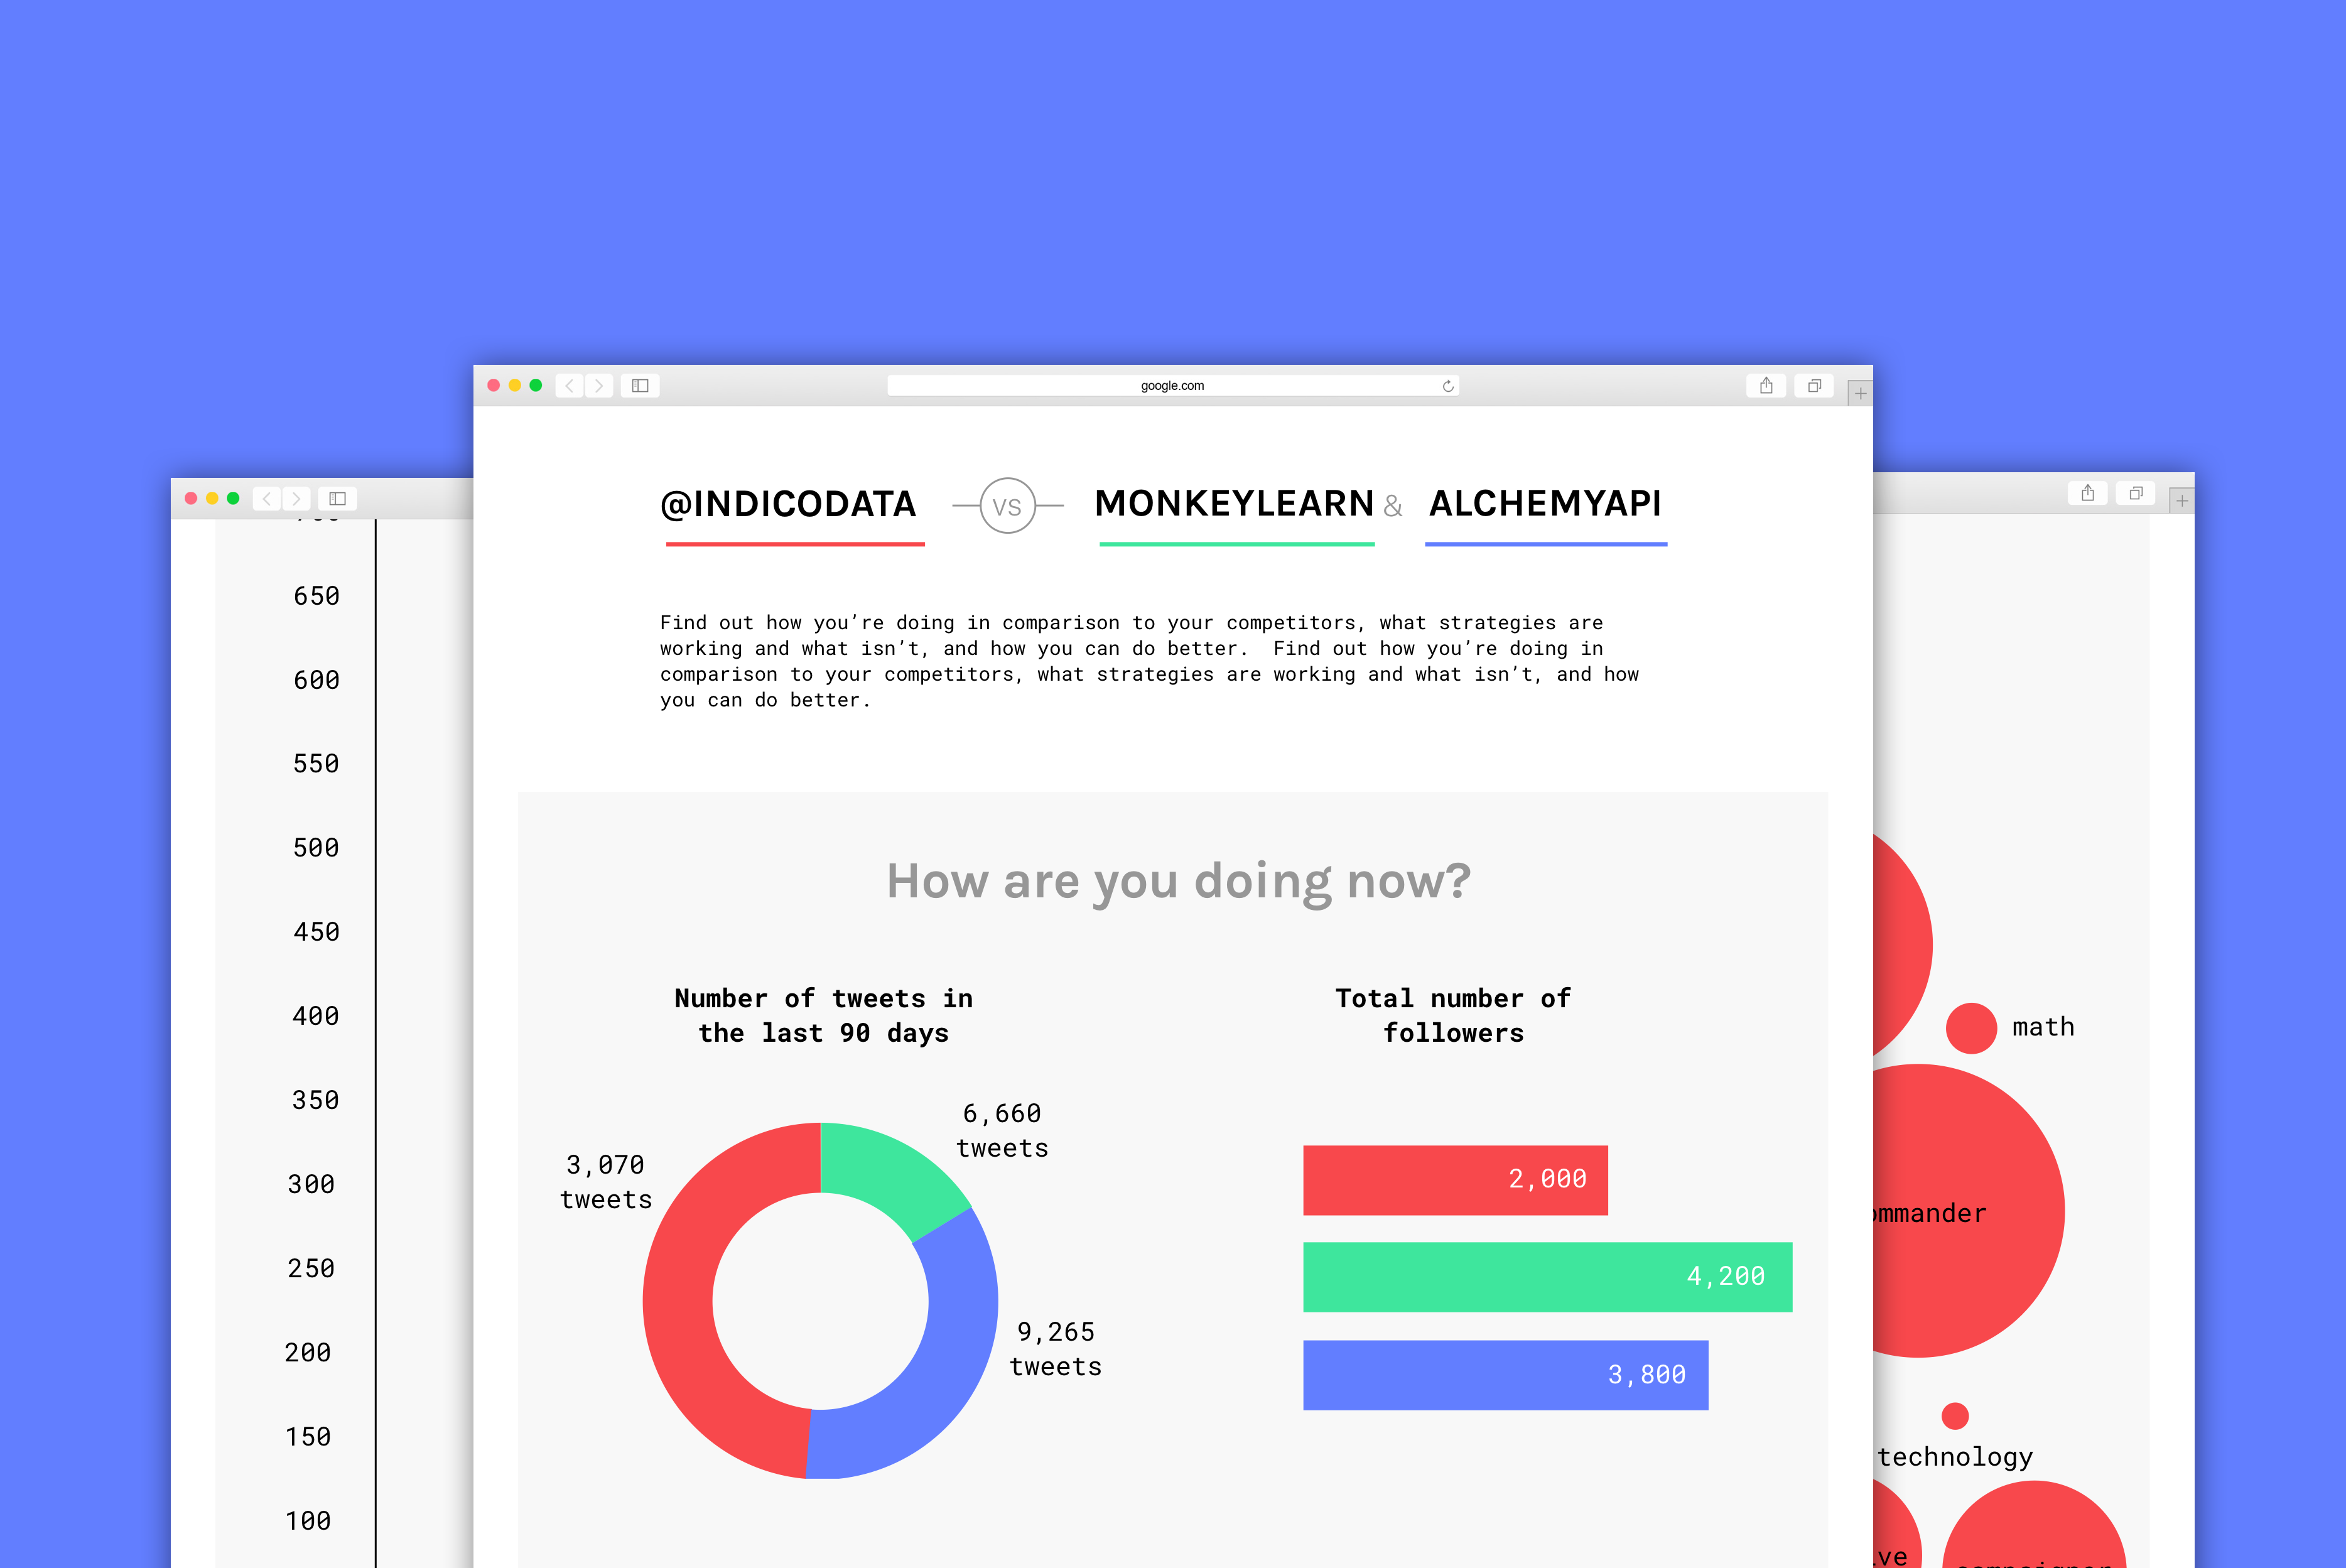 google.com
@INDICODATA VS MONKEYLEARN & ALCHEMYAPI
Find out how you’re doing in comparison to your competitors, what strategies are
working and what isn’t, and how you can do better.  Find out how you’re doing in
comparison to your competitors, what strategies are working and what isn’t, and how
you can do better.
How are you doing now?
Number of tweets in
the last 90 days
6,660
tweets
3,070
tweets
9,265
tweets
Total number of
followers
2,000
4,200
3,800
650
600
550
500
450
400
350
300
250
200
150
100
math
ommander
technology
ve